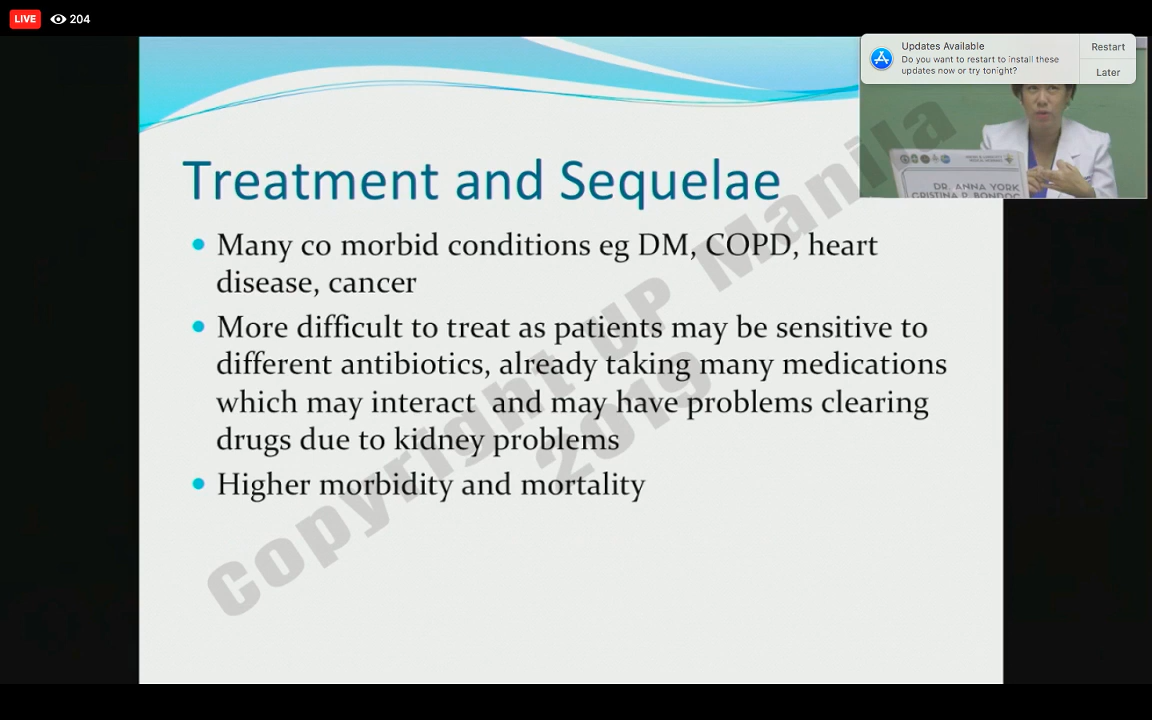 LIVE 204
Updates Available
Do you want to restart to install these
updates now or try tonight?
Restart
Later
DR. ANNA YORK
CRISTINA P. BONDOC
Treatment and Sequelae
Many co morbid conditions eg DM, COPD, heart
disease, cancer
More difficult to treat as patients may be sensitive to
different antibiotics, already taking many medications
which may interact and may have problems clearing
drugs due to kidney problems
Higher morbidity and mortality
Copyright UP Manila
2019